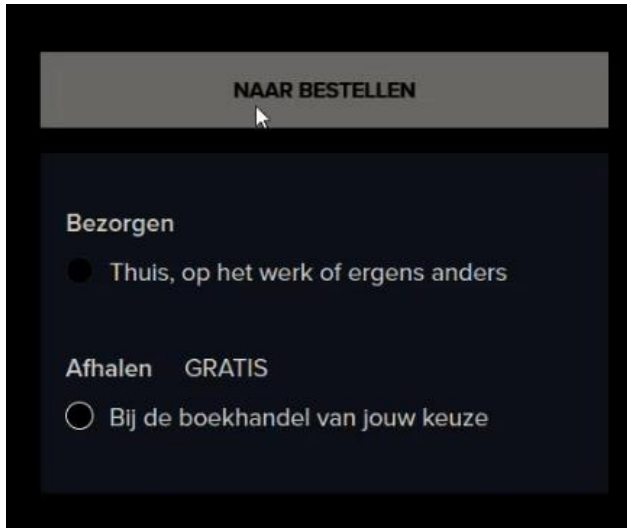 NAAR BESTELLEN
Bezorgen
Thuis, op het werk of ergens anders
Afhalen GRATIS
Bij de boekhandel van jouw keuze